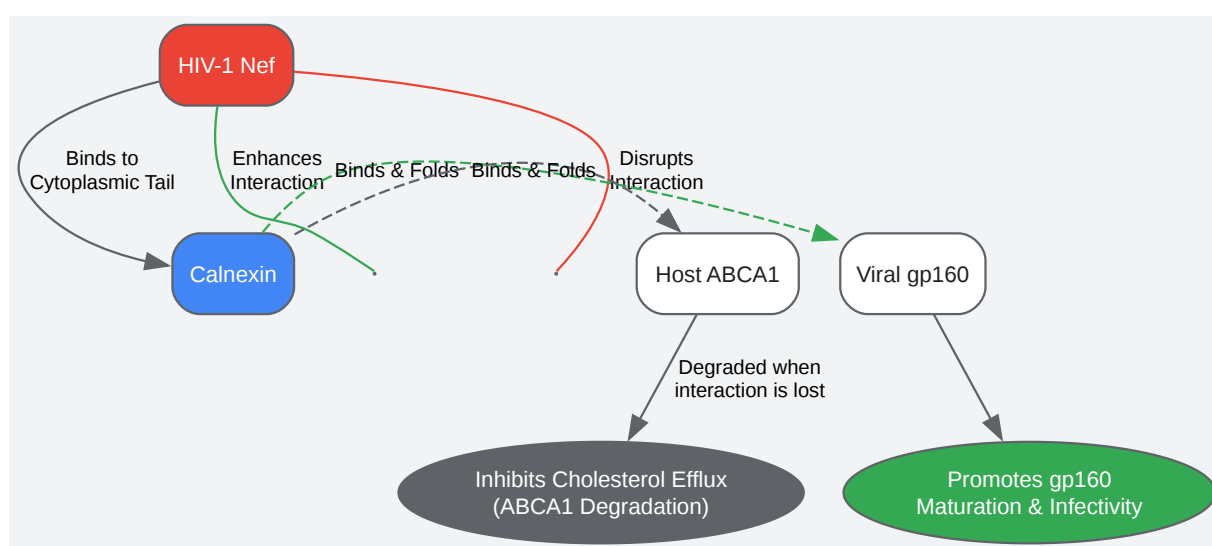 HIV-1 Nef
Binds to
Cytoplasmic Tail
Enhances
Interaction
Binds & Folds
Binds & Folds
Disrupts
Interaction
Calnexin
Host ABCA1
Viral gp160
Degraded when
interaction is lost
Inhibits Cholesterol Efflux
(ABCA1 Degradation)
Promotes gp160
Maturation & Infectivity